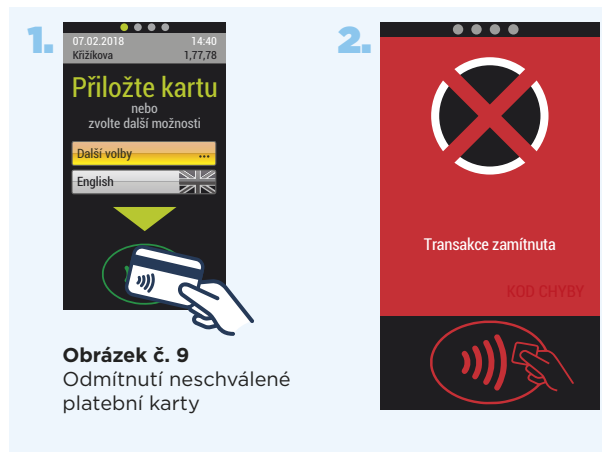 1.
07.02.2018 14:40
Křižíkova 1,77,78
Přiložte kartu
nebo
zvolte další možnosti
Další volby ...
English
Obrázek č. 9
Odmítnutí neschválené
platební karty
2.
Transakce zamítnuta
KOD CHYBY